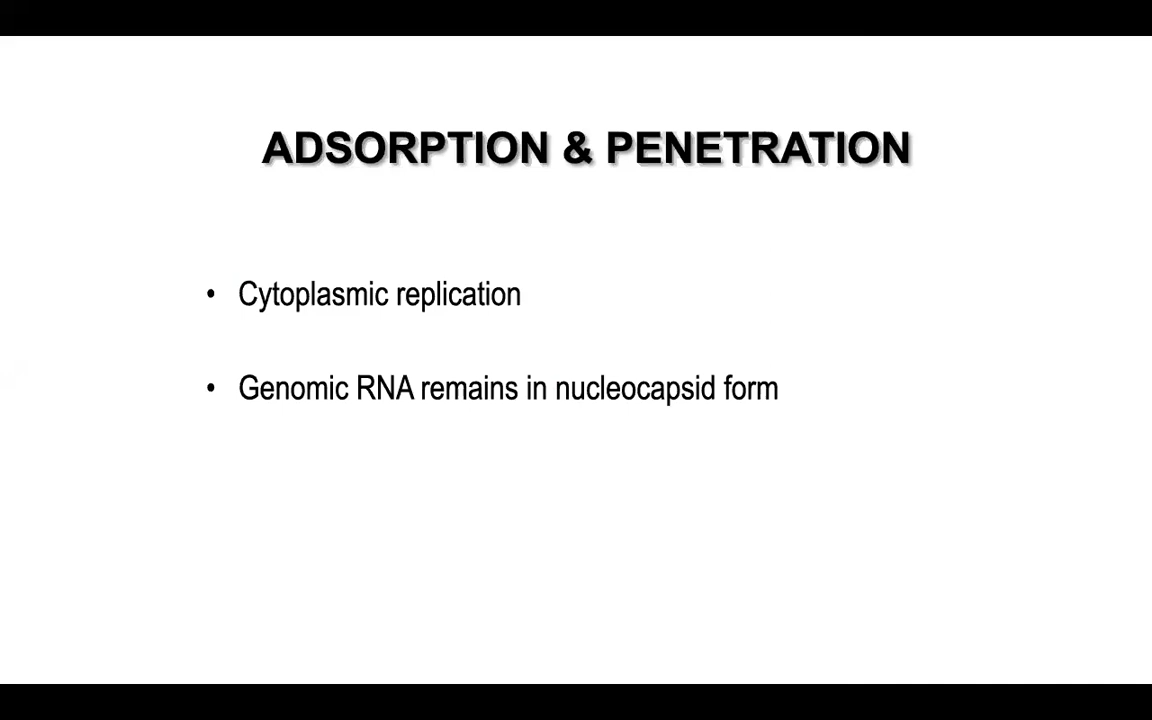 ADSORPTION & PENETRATION
• Cytoplasmic replication
• Genomic RNA remains in nucleocapsid form